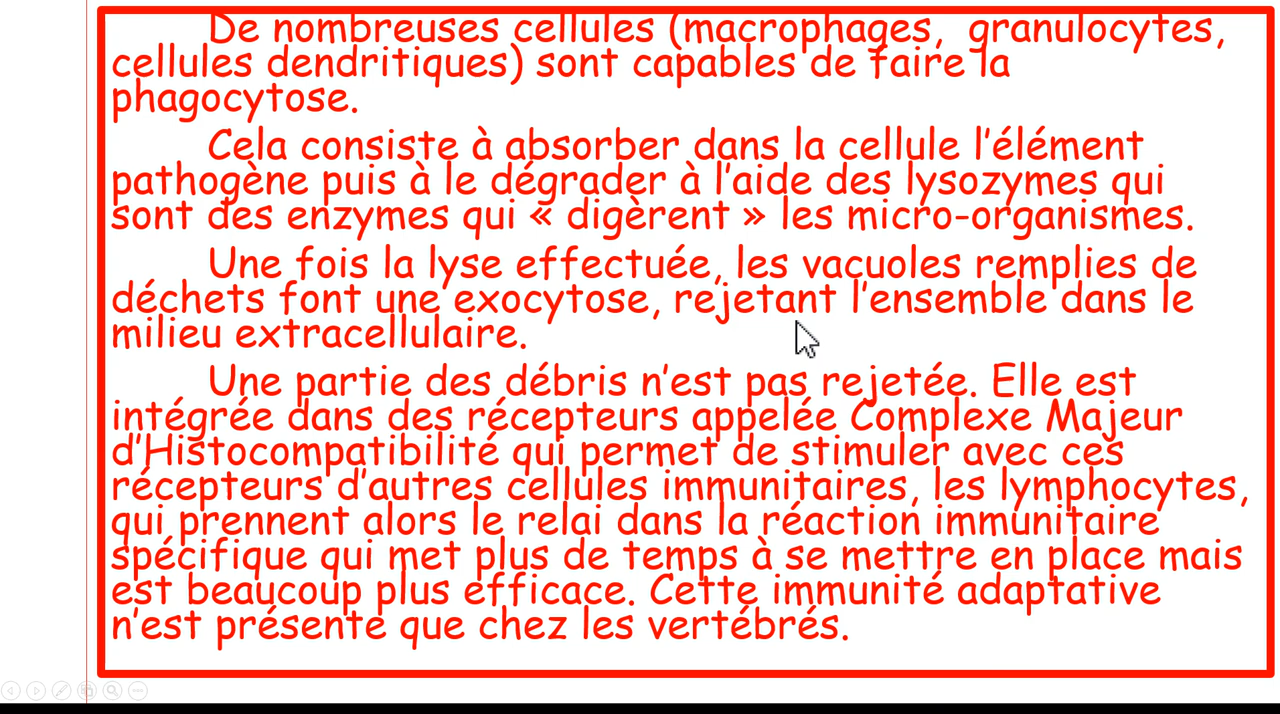 De nombreuses cellules (macrophages, granulocytes,
cellules dendritiques) sont capables de faire la
phagocytose.
Cela consiste à absorber dans la cellule l'élément
pathogène puis à le dégrader à l'aide des lysozymes qui
sont des enzymes qui « digèrent » les micro-organismes.
Une fois la lyse effectuée, les vacuoles remplies de
déchets font une exocytose, rejetant l'ensemble dans le
milieu extracellulaire.
Une partie des débris n'est pas rejetée. Elle est
intégrée dans des récepteurs appelée Complexe Majeur
d'Histocompatibilité qui permet de stimuler avec ces
récepteurs d'autres cellules immunitaires, les lymphocytes,
qui prennent alors le relai dans la réaction immunitaire
spécifique qui met plus de temps à se mettre en place mais
est beaucoup plus efficace. Cette immunité adaptative
n'est présente que chez les vertébrés.